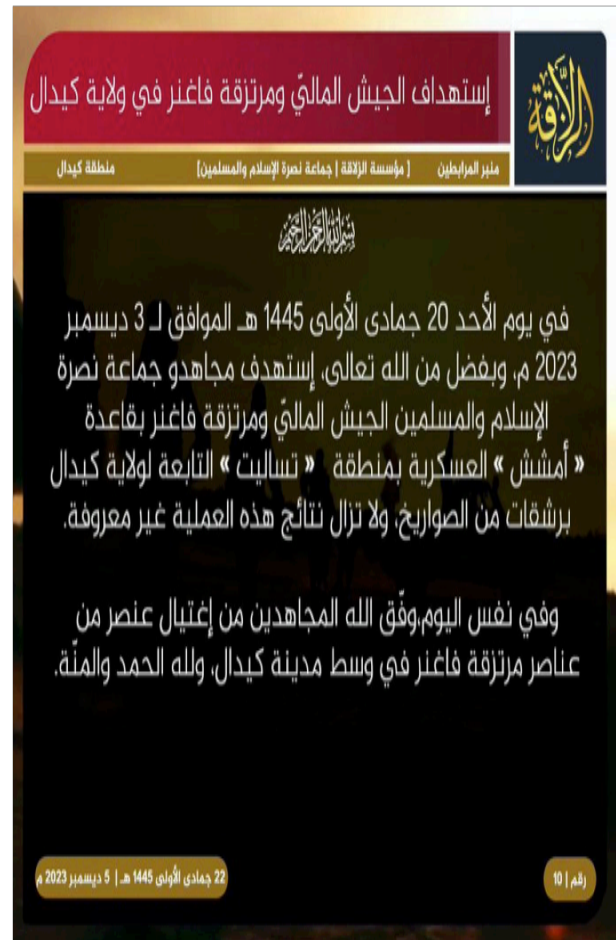 الزلاقة
إستهداف الجيش الماليّ ومرتزقة فاغنر في ولاية كيدال
منبر المرابطين [ مؤسسة الزلاقة | جماعة نصرة الإسلام والمسلمين] منطقة كيدال
بسم الله الرحمن الرحيم
في يوم الأحد 20 جمادى الأولى 1445 هـ الموافق لـ 3 ديسمبر
2023 م، وبفضل من الله تعالى، إستهدف مجاهدو جماعة نصرة
الإسلام والمسلمين الجيش الماليّ ومرتزقة فاغنر بقاعدة
« أمشش » العسكرية بمنطقة « تساليت » التابعة لولاية كيدال
برشقات من الصواريخ، ولا تزال نتائج هذه العملية غير معروفة.
وفي نفس اليوم،وفّق الله المجاهدين من إغتيال عنصر من
عناصر مرتزقة فاغنر في وسط مدينة كيدال، ولله الحمد والمنّة.
رقم | 10
22 جمادى الأولى 1445 هـ | 5 ديسمبر 2023 م